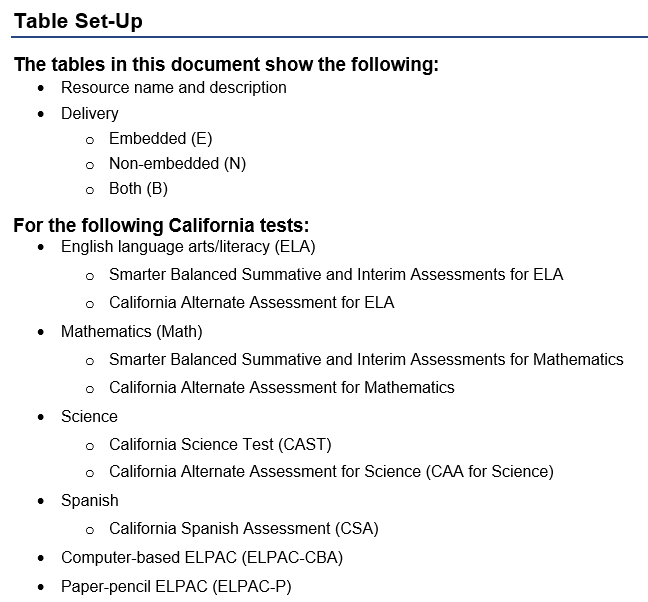 Table Set-Up
The tables in this document show the following:
• Resource name and description
• Delivery
o Embedded (E)
o Non-embedded (N)
o Both (B)
For the following California tests:
• English language arts/literacy (ELA)
o Smarter Balanced Summative and Interim Assessments for ELA
o California Alternate Assessment for ELA
• Mathematics (Math)
o Smarter Balanced Summative and Interim Assessments for Mathematics
o California Alternate Assessment for Mathematics
• Science
o California Science Test (CAST)
o California Alternate Assessment for Science (CAA for Science)
• Spanish
o California Spanish Assessment (CSA)
• Computer-based ELPAC (ELPAC-CBA)
• Paper-pencil ELPAC (ELPAC-P)